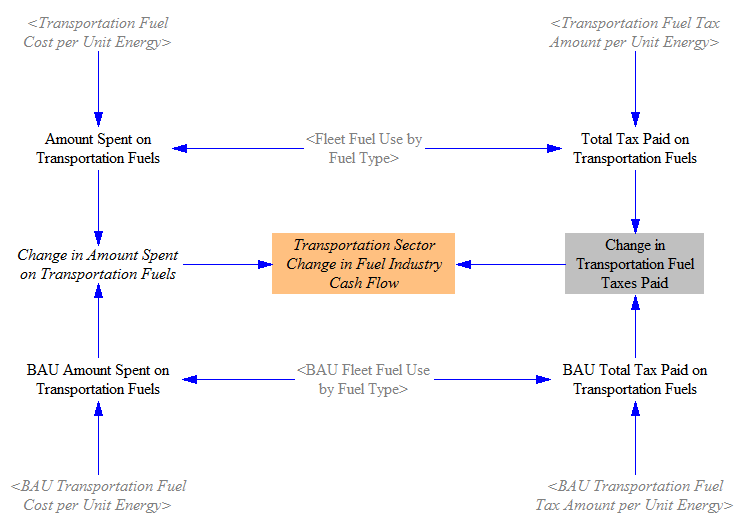 <Transportation Fuel
Cost per Unit Energy>
<Transportation Fuel Tax
Amount per Unit Energy>
Amount Spent on
Transportation Fuels
<Fleet Fuel Use by
Fuel Type>
Total Tax Paid on
Transportation Fuels
Change in Amount Spent
on Transportation Fuels
Transportation Sector
Change in Fuel Industry
Cash Flow
Change in
Transportation Fuel
Taxes Paid
BAU Amount Spent on
Transportation Fuels
<BAU Fleet Fuel Use
by Fuel Type>
BAU Total Tax Paid on
Transportation Fuels
<BAU Transportation Fuel
Cost per Unit Energy>
<BAU Transportation Fuel
Tax Amount per Unit Energy>